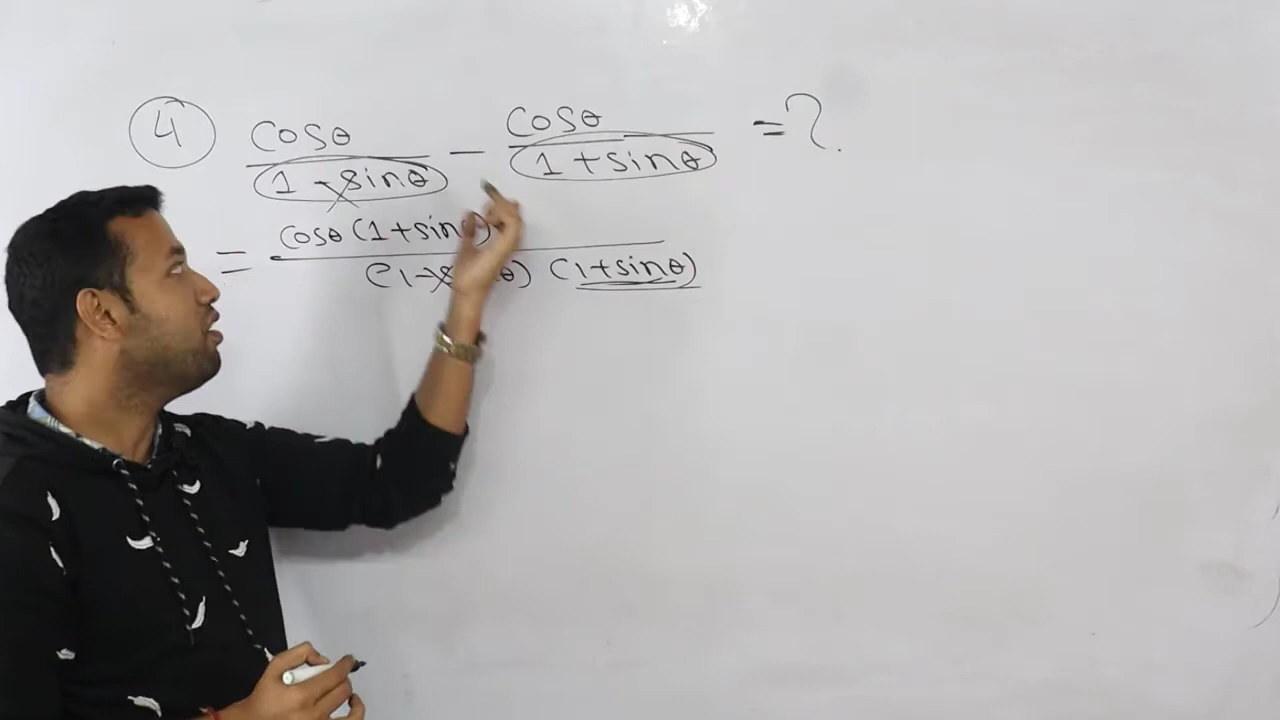 ④ cosθ / 1 - sinθ - cosθ / 1 + sinθ = ?
= cosθ (1+sin ) / (1-s θ) (1+sinθ)